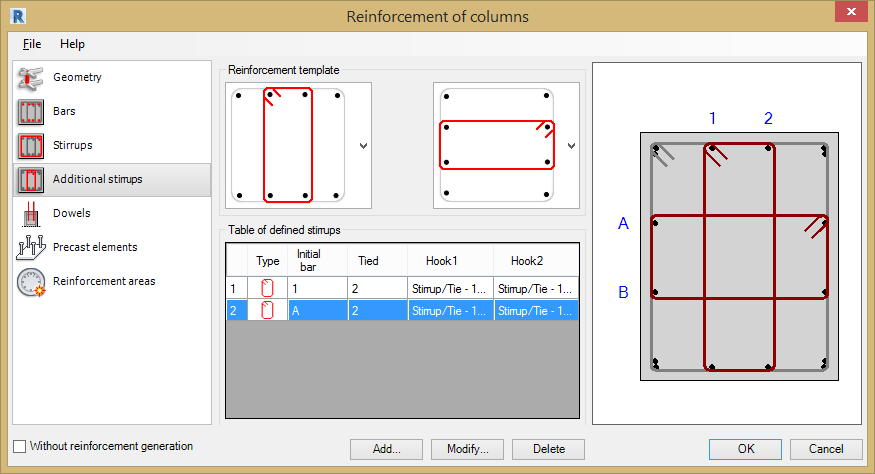 R Reinforcement of columns
File Help
Geometry
Bars
Stirrups
Additional stirrups
Dowels
Precast elements
Reinforcement areas
Reinforcement template
Table of defined stirrups
Type Initial bar Tied Hook1 Hook2
1 1 2 Stirrup/Tie - 1... Stirrup/Tie - 1...
2 A 2 Stirrup/Tie - 1... Stirrup/Tie - 1...
1 2
A
B
Without reinforcement generation
Add... Modify... Delete OK Cancel